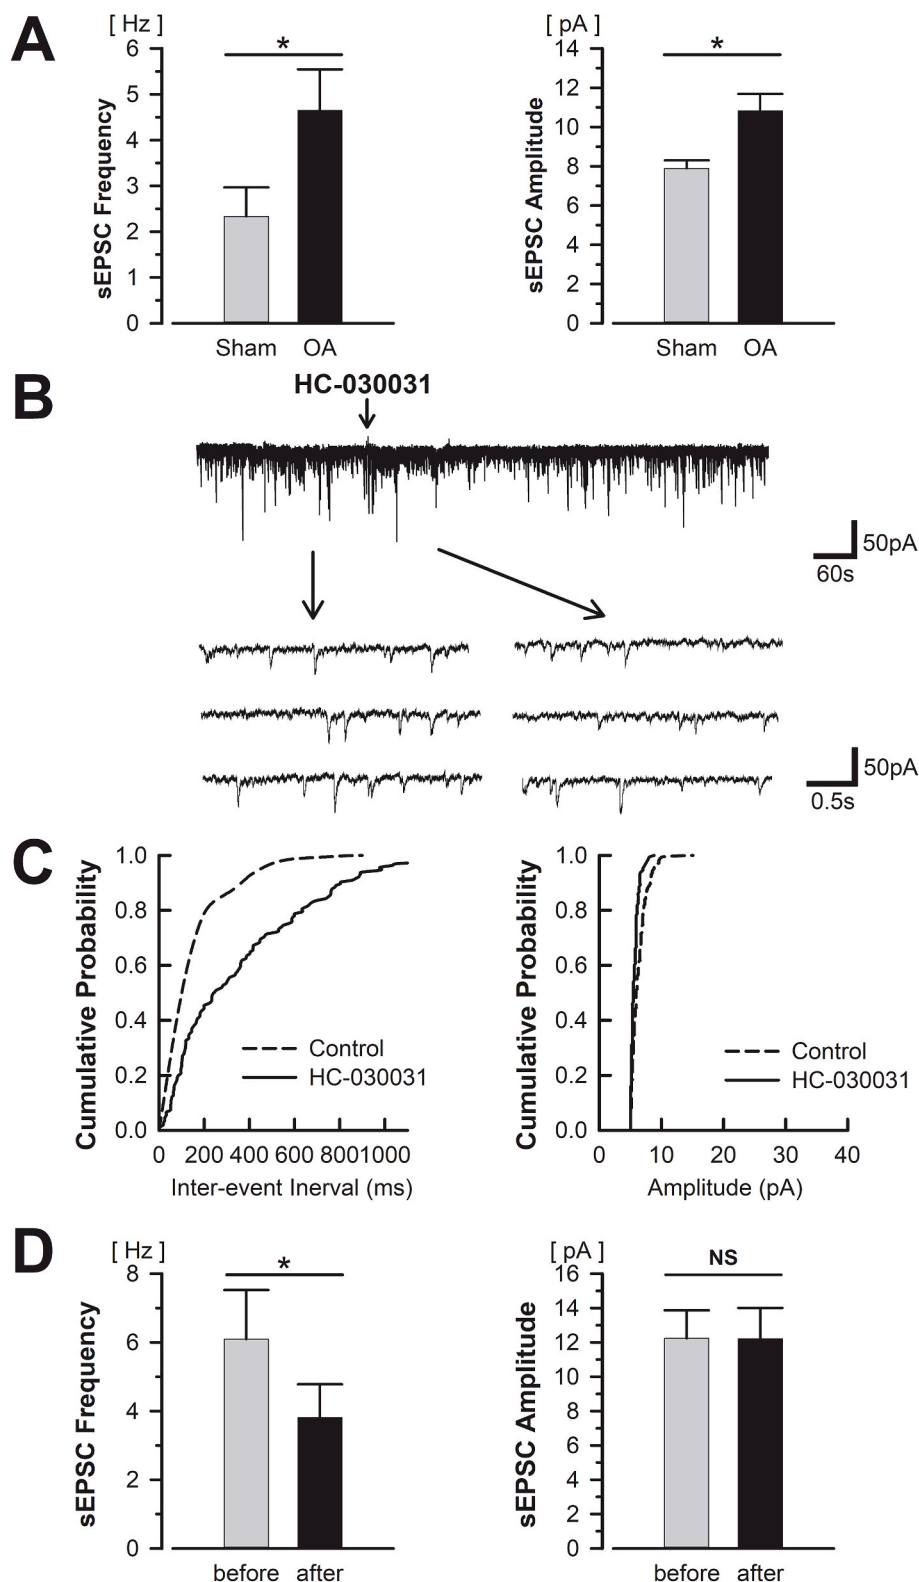 A
[ Hz ]
*
sEPSC Frequency
6
5
4
3
2
1
0
Sham OA
[ pA ]
*
sEPSC Amplitude
14
12
10
8
6
4
2
0
Sham OA
B
HC-030031
50pA
60s
50pA
0.5s
C
Cumulative Probability
1.0
0.8
0.6
0.4
0.2
0.0
Control
HC-030031
0 200 400 600 800 1000
Inter-event Inerval (ms)
Cumulative Probability
1.0
0.8
0.6
0.4
0.2
0.0
Control
HC-030031
0 10 20 30 40
Amplitude (pA)
D
[ Hz ]
*
sEPSC Frequency
8
6
4
2
0
before after
[ pA ]
NS
sEPSC Amplitude
16
14
12
10
8
6
4
2
0
before after